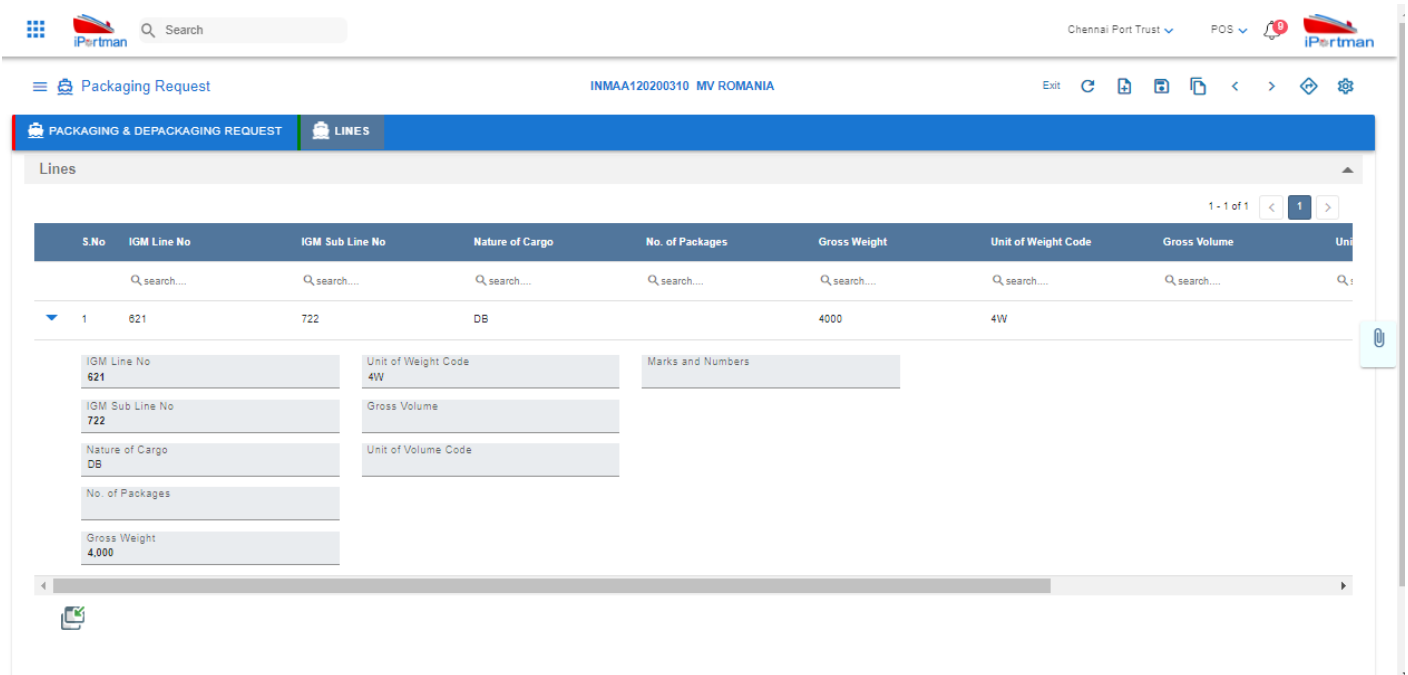 iPortman
Search
Chennai Port Trust
POS
9
iPortman
Packaging Request
INMAA120200310 MV ROMANIA
Exit
PACKAGING & DEPACKAGING REQUEST
LINES
Lines
1 - 1 of 1
<
1
>
S.No IGM Line No IGM Sub Line No Nature of Cargo No. of Packages Gross Weight Unit of Weight Code Gross Volume Uni
search.... search.... search.... search.... search.... search.... search.... s
1 621 722 DB 4000 4W
IGM Line No
621
Unit of Weight Code
4W
Marks and Numbers
IGM Sub Line No
722
Gross Volume
Nature of Cargo
DB
Unit of Volume Code
No. of Packages
Gross Weight
4,000